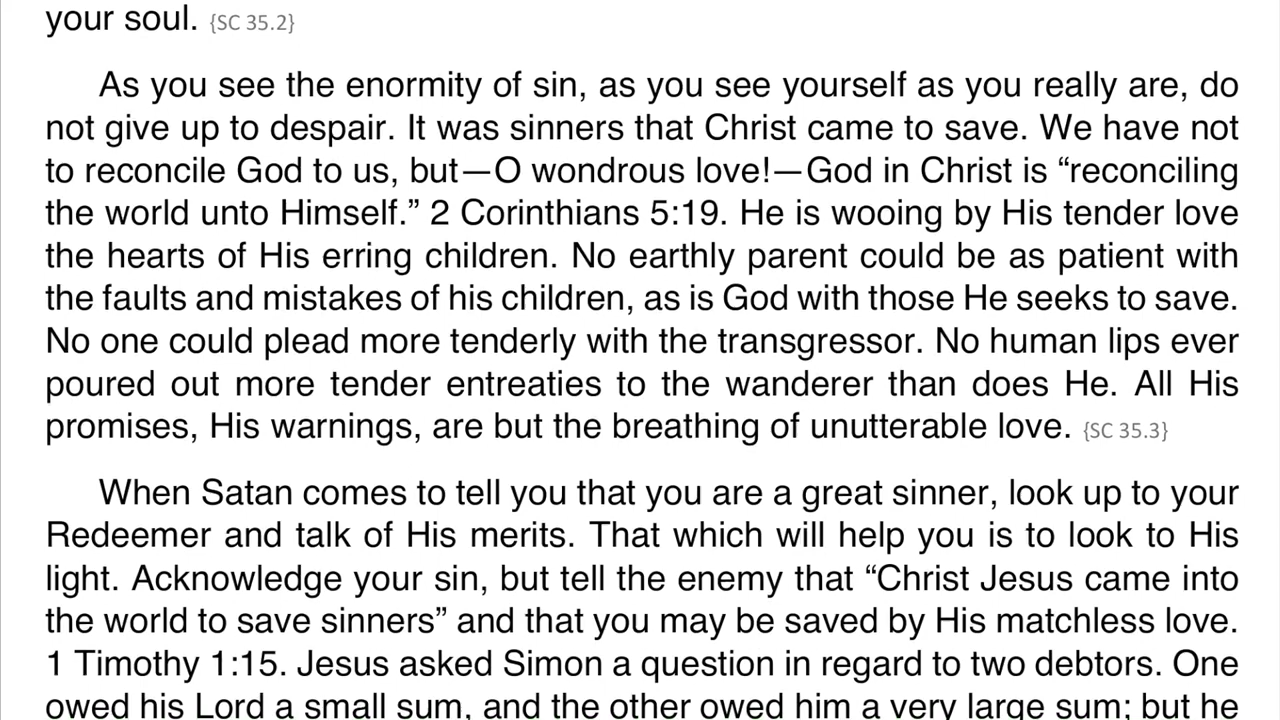 your soul. {SC 35.2}
As you see the enormity of sin, as you see yourself as you really are, do
not give up to despair. It was sinners that Christ came to save. We have not
to reconcile God to us, but—O wondrous love!—God in Christ is “reconciling
the world unto Himself.” 2 Corinthians 5:19. He is wooing by His tender love
the hearts of His erring children. No earthly parent could be as patient with
the faults and mistakes of his children, as is God with those He seeks to save.
No one could plead more tenderly with the transgressor. No human lips ever
poured out more tender entreaties to the wanderer than does He. All His
promises, His warnings, are but the breathing of unutterable love. {SC 35.3}
When Satan comes to tell you that you are a great sinner, look up to your
Redeemer and talk of His merits. That which will help you is to look to His
light. Acknowledge your sin, but tell the enemy that “Christ Jesus came into
the world to save sinners” and that you may be saved by His matchless love.
1 Timothy 1:15. Jesus asked Simon a question in regard to two debtors. One
owed his Lord a small sum, and the other owed him a very large sum; but he